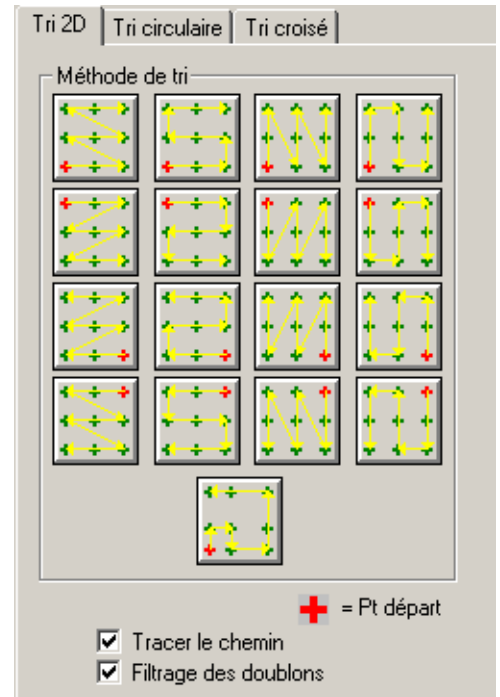 Tri 2D Tri circulaire Tri croisé
Méthode de tri
= Pt départ
Tracer le chemin
Filtrage des doublons